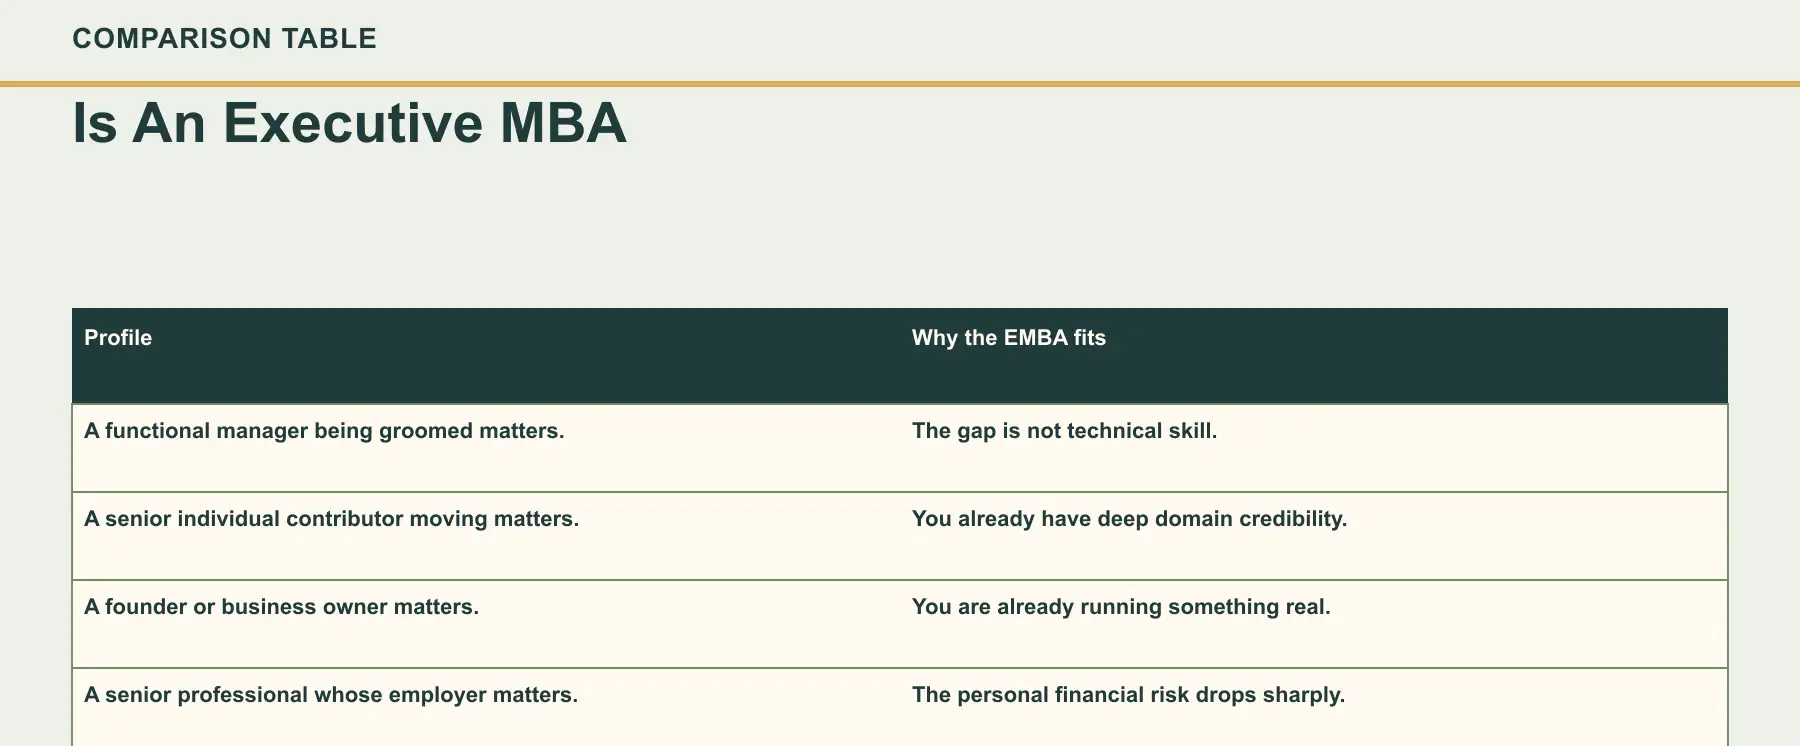 COMPARISON TABLE
Is An Executive MBA
Profile
Why the EMBA fits
A functional manager being groomed matters.
The gap is not technical skill.
A senior individual contributor moving matters.
You already have deep domain credibility.
A founder or business owner matters.
You are already running something real.
A senior professional whose employer matters.
The personal financial risk drops sharply.